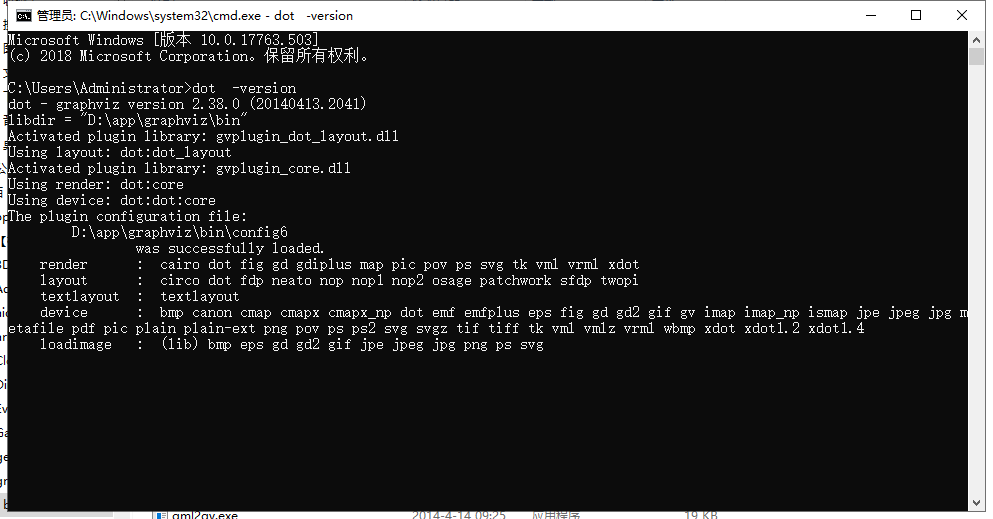 管理员: C:\Windows\system32\cmd.exe - dot  -version
Microsoft Windows [版本 10.0.17763.503]
(c) 2018 Microsoft Corporation。保留所有权利。
C:\Users\Administrator>dot  -version
dot - graphviz version 2.38.0 (20140413.2041)
libdir = "D:\app\graphviz\bin"
Activated plugin library: gvplugin_dot_layout.dll
Using layout: dot:dot_layout
Activated plugin library: gvplugin_core.dll
Using render: dot:core
Using device: dot:dot:core
The plugin configuration file:
D:\app\graphviz\bin\config6
was successfully loaded.
render : cairo dot fig gd gdiplus map pic pov ps svg tk vml vrml xdot
layout : circo dot fdp neato nop nop1 nop2 osage patchwork sfdp twopi
textlayout : textlayout
device : bmp canon cmap cmapx cmapx_np dot emf emfplus eps fig gd gd2 gif gv imap imap_np ismap jpe jpeg jpg m
etafile pdf pic plain plain-ext png pov ps ps2 svg svgz tif tiff tk vml vmlz vrml wbmp xdot xdot1.2 xdot1.4
loadimage : (lib) bmp eps gd gd2 gif jpe jpeg jpg png ps svg
gml2gv.exe 2014-4-14 09:25 应用程序 19 KB